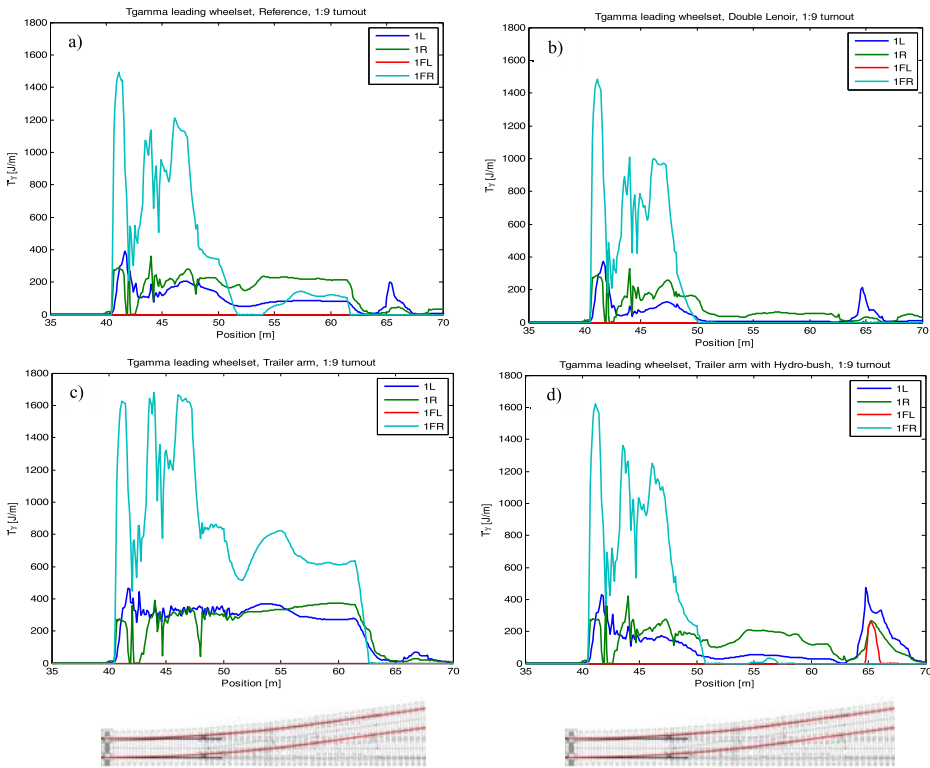 Tgamma leading wheelset, Reference, 1:9 turnout
a)
1L
1R
1FL
1FR
1800
1600
1400
1200
1000
800
600
400
200
0
Tγ [J/m]
35 40 45 50 55 60 65 70
Position [m]
Tgamma leading wheelset, Double Lenoir, 1:9 turnout
b)
1L
1R
1FL
1FR
1800
1600
1400
1200
1000
800
600
400
200
0
Tγ [J/m]
35 40 45 50 55 60 65 70
Position [m]
Tgamma leading wheelset, Trailer arm, 1:9 turnout
c)
1L
1R
1FL
1FR
1800
1600
1400
1200
1000
800
600
400
200
0
Tγ [J/m]
35 40 45 50 55 60 65 70
Position [m]
Tgamma leading wheelset, Trailer arm with Hydro-bush, 1:9 turnout
d)
1L
1R
1FL
1FR
1800
1600
1400
1200
1000
800
600
400
200
0
Tγ [J/m]
35 40 45 50 55 60 65 70
Position [m]